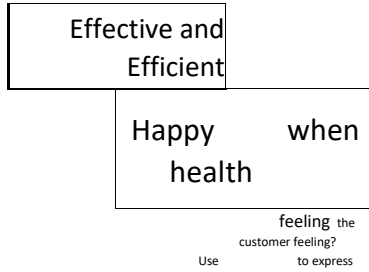 Effective and
Efficient
Happy when
health
feeling the
customer feeling?
Use to express